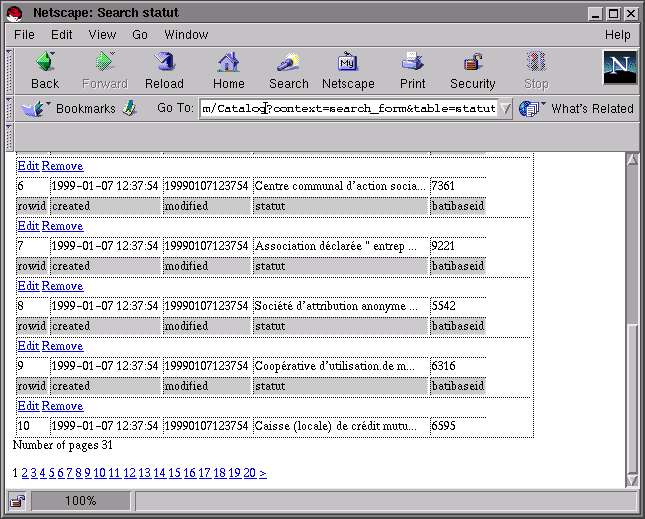 Netscape: Search statut
File Edit View Go Window Help
Back Forward Reload Home Search Netscape Print Security Stop
My
N
Bookmarks Go To: m/Catalog?context=search_form&table=statut What's Related
Edit Remove
6 1999-01-07 12:37:54 19990107123754 Centre communal d'action socia... 7361
rowid created modified statut batibaseid
Edit Remove
7 1999-01-07 12:37:54 19990107123754 Association déclarée " entrep ... 9221
rowid created modified statut batibaseid
Edit Remove
8 1999-01-07 12:37:54 19990107123754 Société d'attribution anonyme ... 5542
rowid created modified statut batibaseid
Edit Remove
9 1999-01-07 12:37:54 19990107123754 Coopérative d'utilisation de m... 6316
rowid created modified statut batibaseid
Edit Remove
10 1999-01-07 12:37:54 19990107123754 Caisse (locale) de crédit mutu... 6595
Number of pages 31
1 2 3 4 5 6 7 8 9 10 11 12 13 14 15 16 17 18 19 20 >
100%